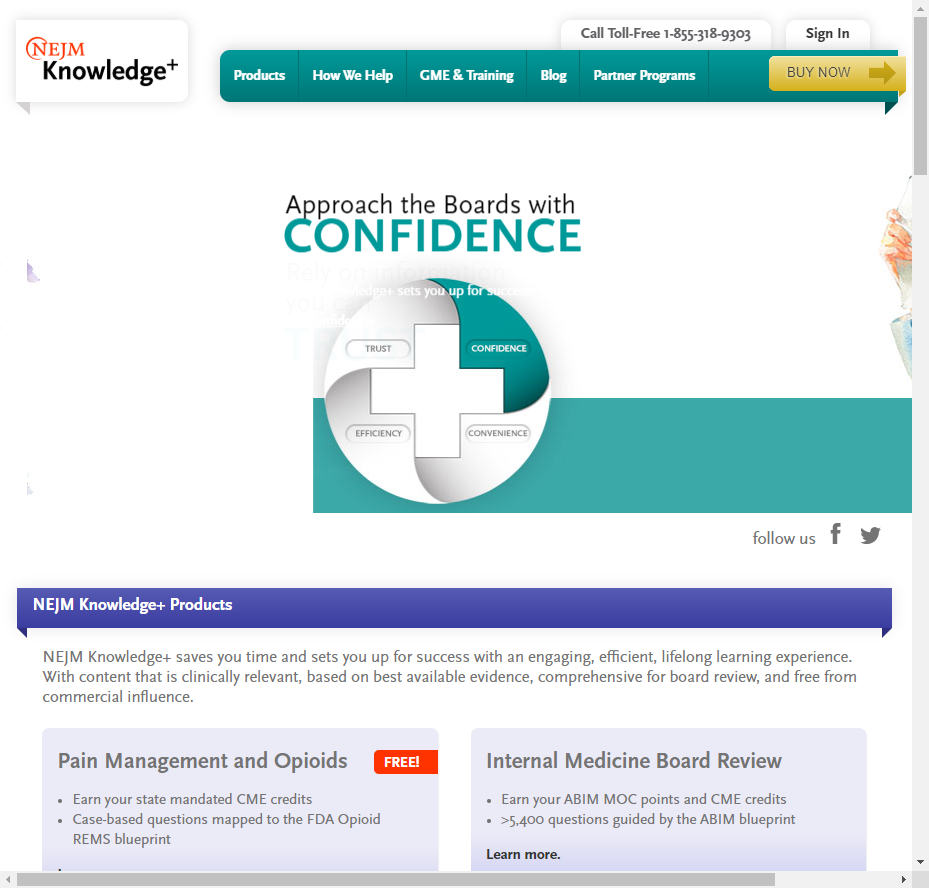 Call Toll-Free 1-855-318-9303
Sign In
NEJM
Knowledge+
Products
How We Help
GME & Training
Blog
Partner Programs
BUY NOW
Approach the Boards with
CONFIDENCE
Rely on information
you
sets you up for success
TRUST
CONFIDENCE
EFFICIENCY
CONVENIENCE
follow us
NEJM Knowledge+ Products
NEJM Knowledge+ saves you time and sets you up for success with an engaging, efficient, lifelong learning experience.
With content that is clinically relevant, based on best available evidence, comprehensive for board review, and free from
commercial influence.
Pain Management and Opioids
FREE!
• Earn your state mandated CME credits
• Case-based questions mapped to the FDA Opioid
REMS blueprint
Internal Medicine Board Review
• Earn your ABIM MOC points and CME credits
• >5,400 questions guided by the ABIM blueprint
Learn more.